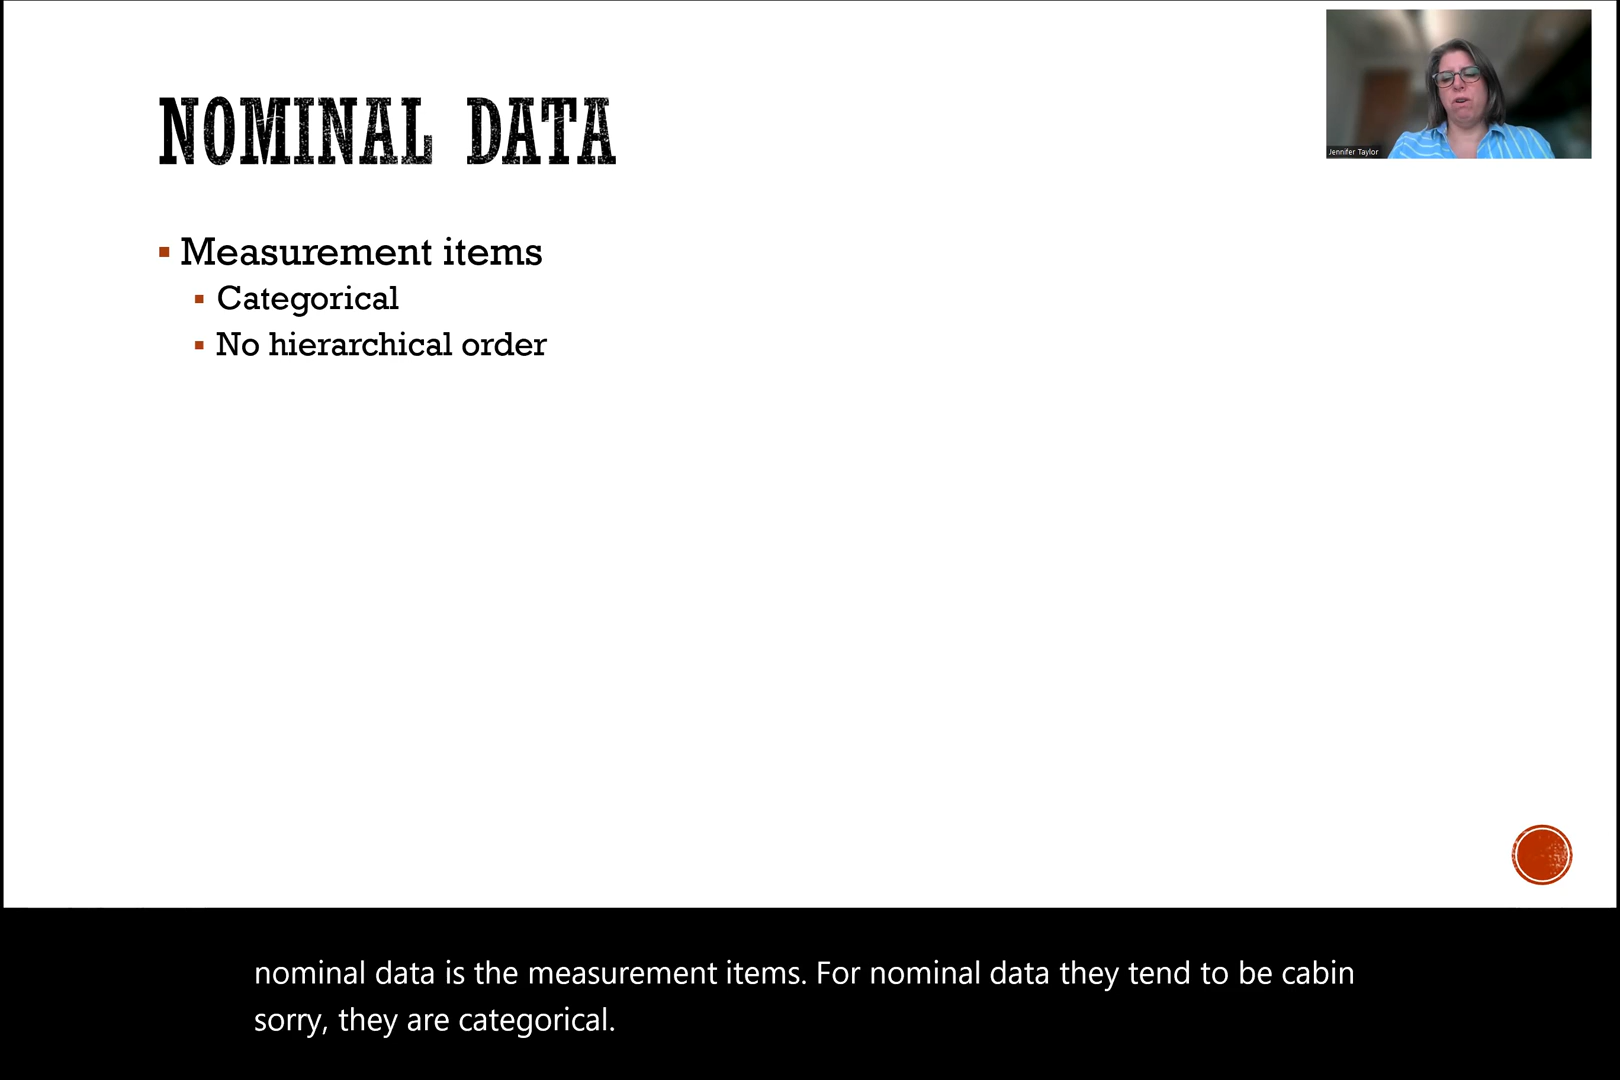 NOMINAL DATA
Jennifer Taylor
Measurement items
Categorical
No hierarchical order
nominal data is the measurement items. For nominal data they tend to be cabin
sorry, they are categorical.